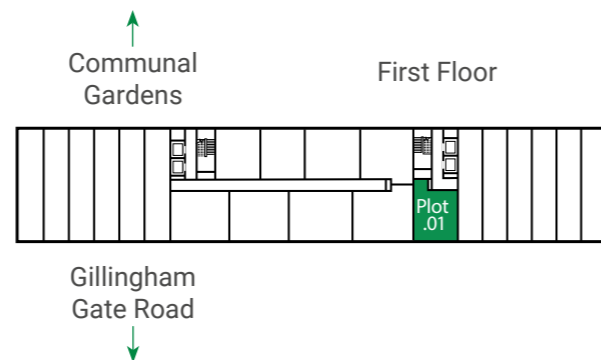 Communal
Gardens
First Floor
Plot
.01
Gillingham
Gate Road